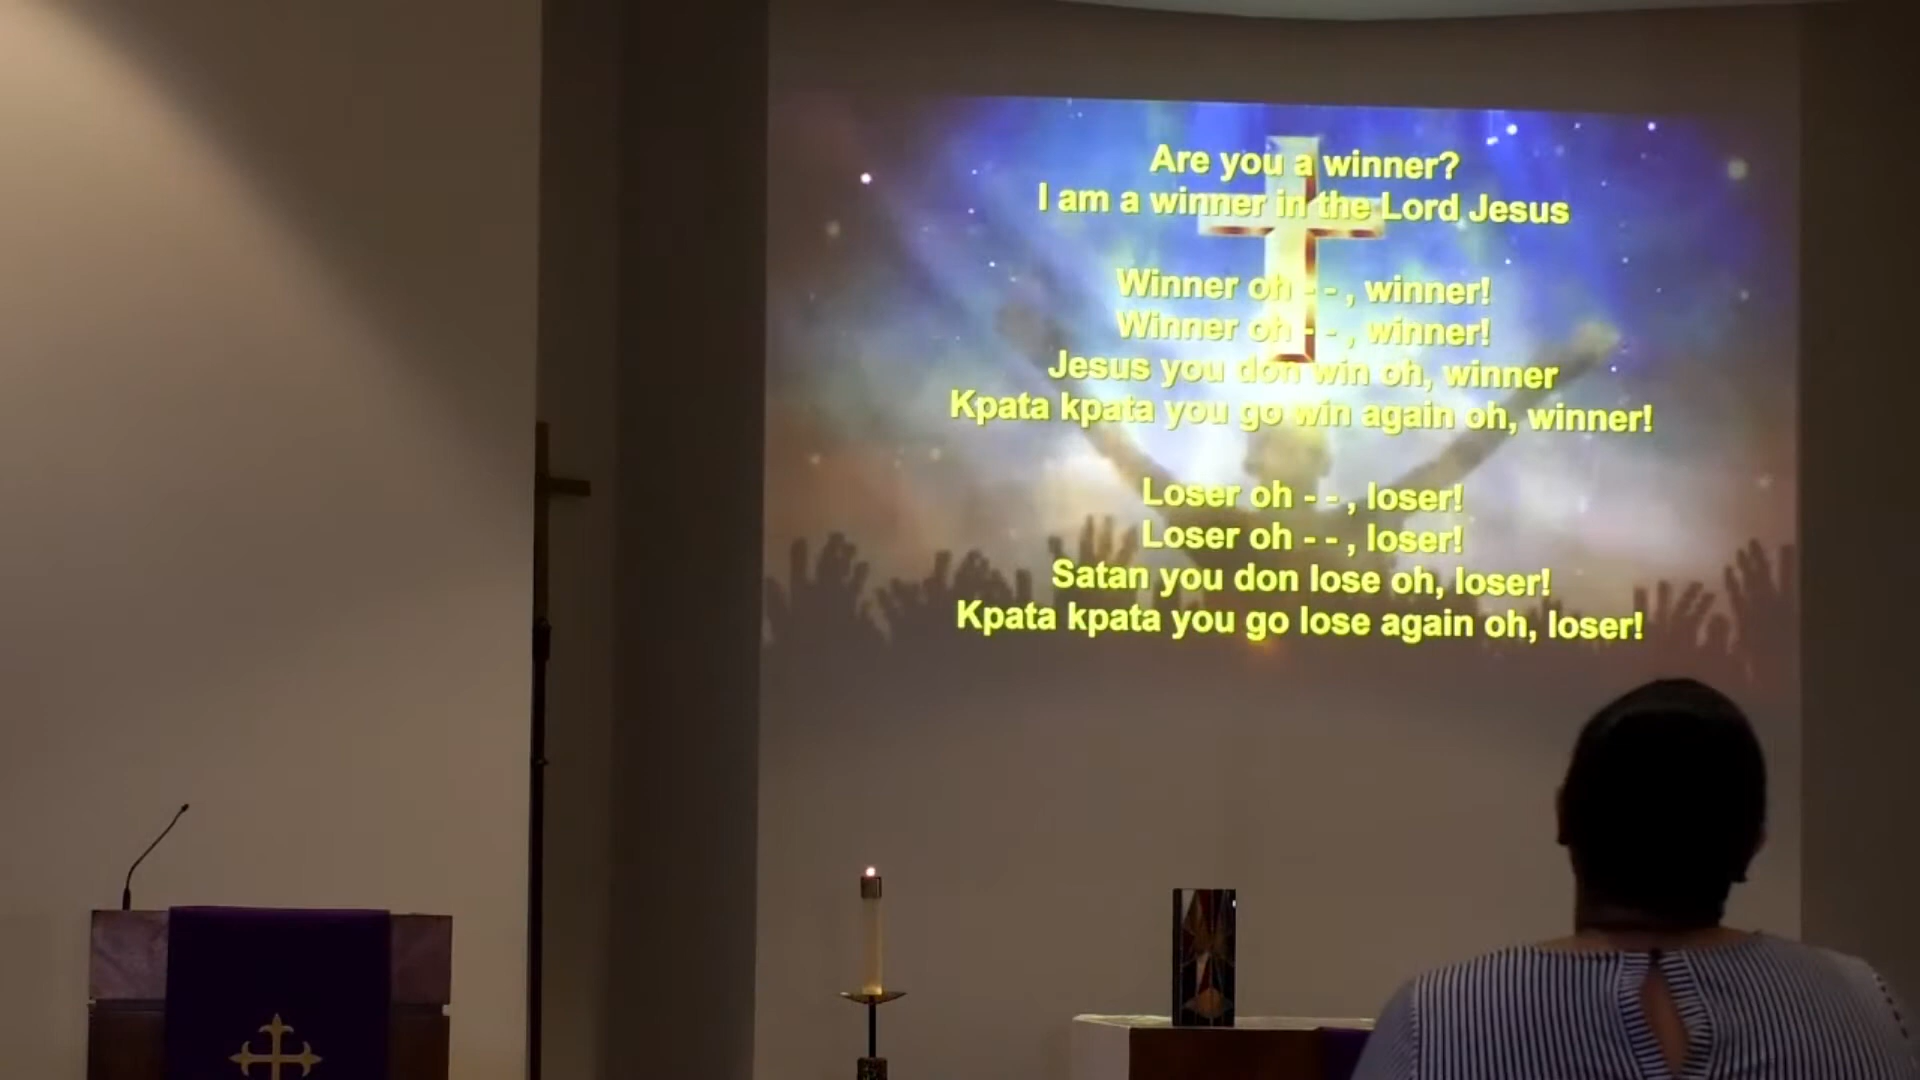 Are you a winner?
I am a winner in the Lord Jesus
Winner oh - - , winner!
Winner oh - - , winner!
Jesus you don win oh, winner
Kpata kpata you go win again oh, winner!
Loser oh - - , loser!
Loser oh - - , loser!
Satan you don lose oh, loser!
Kpata kpata you go lose again oh, loser!